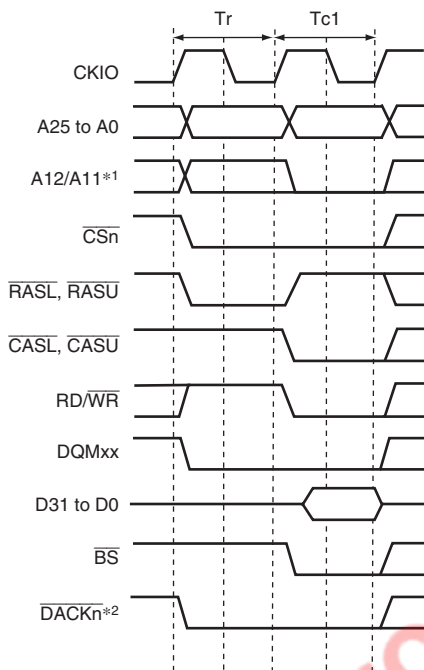 Tr Tc1
CKIO
A25 to A0
A12/A11*1
CSn
RASL, RASU
CASL, CASU
RD/WR
DQMxx
D31 to D0
BS
DACKn*2